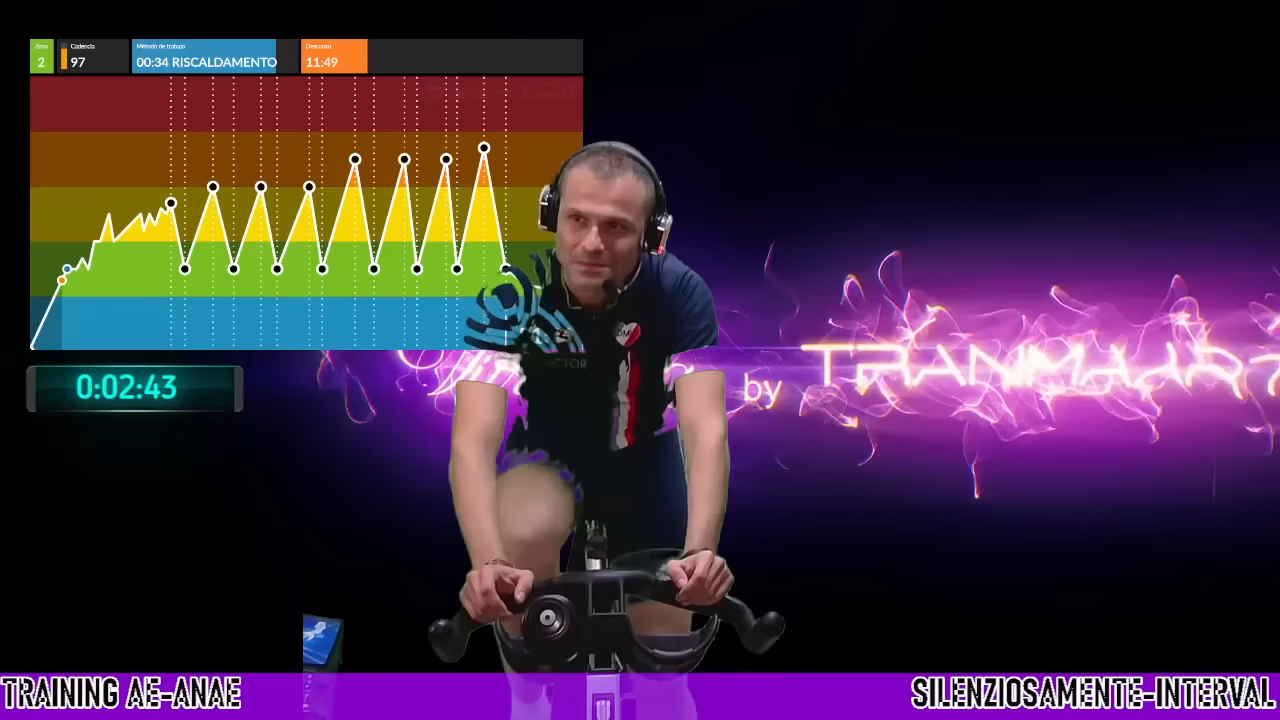 Zona
Cadencia
Método de trabajo
Descanso
2
97
00:34 RISCALDAMENTO
11:49
0:02:43
by
TRAINING AE-ANAE
SILENZIOSAMENTE-INTERVAL